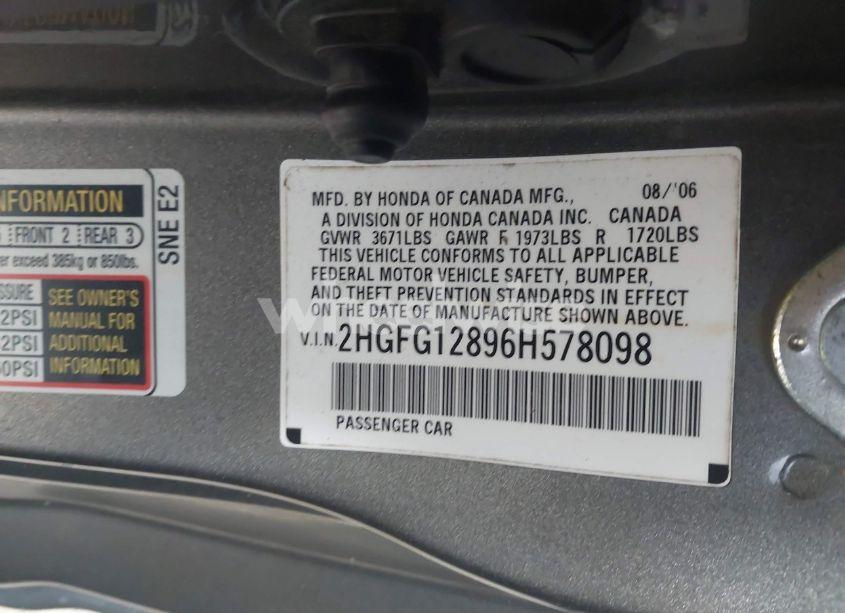 INFORMATION
FRONT 2 REAR 3
er exceed 385kg or 850lbs.
SEE OWNER'S
MANUAL FOR
ADDITIONAL
INFORMATION
2PSI
2PSI
60PSI
SNE E2
MFD. BY HONDA OF CANADA MFG., 08/'06
A DIVISION OF HONDA CANADA INC. CANADA
GVWR 3671LBS GAWR F 1973LBS R 1720LBS
THIS VEHICLE CONFORMS TO ALL APPLICABLE
FEDERAL MOTOR VEHICLE SAFETY, BUMPER,
AND THEFT PREVENTION STANDARDS IN EFFECT
ON THE DATE OF MANUFACTURE SHOWN ABOVE.
V.I.N. 2HGFG12896H578098
PASSENGER CAR